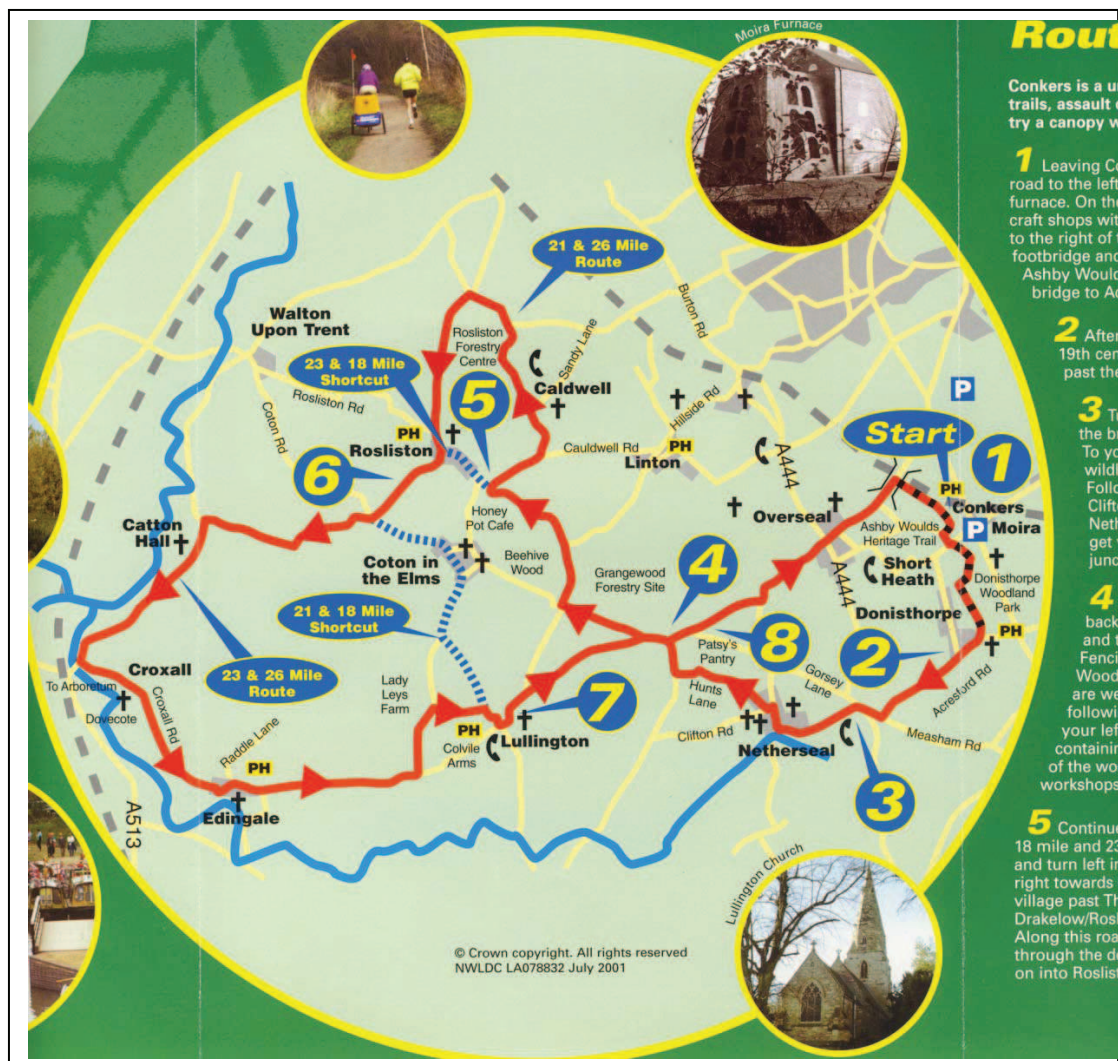 Moira Furnace
Rout
Conkers is a u
trails, assault
try a canopy w
1 Leaving Co
road to the left
furnace. On the
craft shops wit
to the right of
footbridge and
Ashby Would
bridge to Ac
2 After
19th cen
past the
3 T
the b
To yo
wildl
Follo
Clift
Neth
get
junc
4
back
and f
Fenci
Wood
are we
followi
your lef
containin
of the wo
workshops
5 Continue
18 mile and 23
and turn left in
right towards
village past Th
Drakelow/Rosl
Along this roa
through the de
on into Roslist
21 & 26 Mile
Route
Walton
Upon Trent
Rosliston
Forestry
Centre
Burton Rd
Sandy Lane
23 & 18 Mile
Shortcut
5
Caldwell
P
Rosliston Rd
Hillside Rd
Coton Rd
PH
Rosliston
Cauldwell Rd
PH
Linton
A444
Start
1
6
PH
Conkers
P
Moira
Catton
Hall
Honey
Pot Cafe
Overseal
Ashby Woulds
Heritage Trail
Coton in
the Elms
Beehive
Wood
Grangewood
Forestry Site
4
A444
Short
Heath
Donisthorpe
Woodland
Park
Donisthorpe
PH
21 & 18 Mile
Shortcut
Patsy's
Pantry
8
2
Croxall
23 & 26 Mile
Route
Lady
Leys
Farm
Hunts
Lane
Gorsey
Lane
Acresford Rd
To Arboretum
Dovecote
Croxall Rd
Raddle Lane
PH
Colvile
Arms
7
Lullington
Clifton Rd
Netherseal
Measham Rd
PH
3
A513
Edingale
Lullington Church
© Crown copyright. All rights reserved
NWLDC LA078832 July 2001